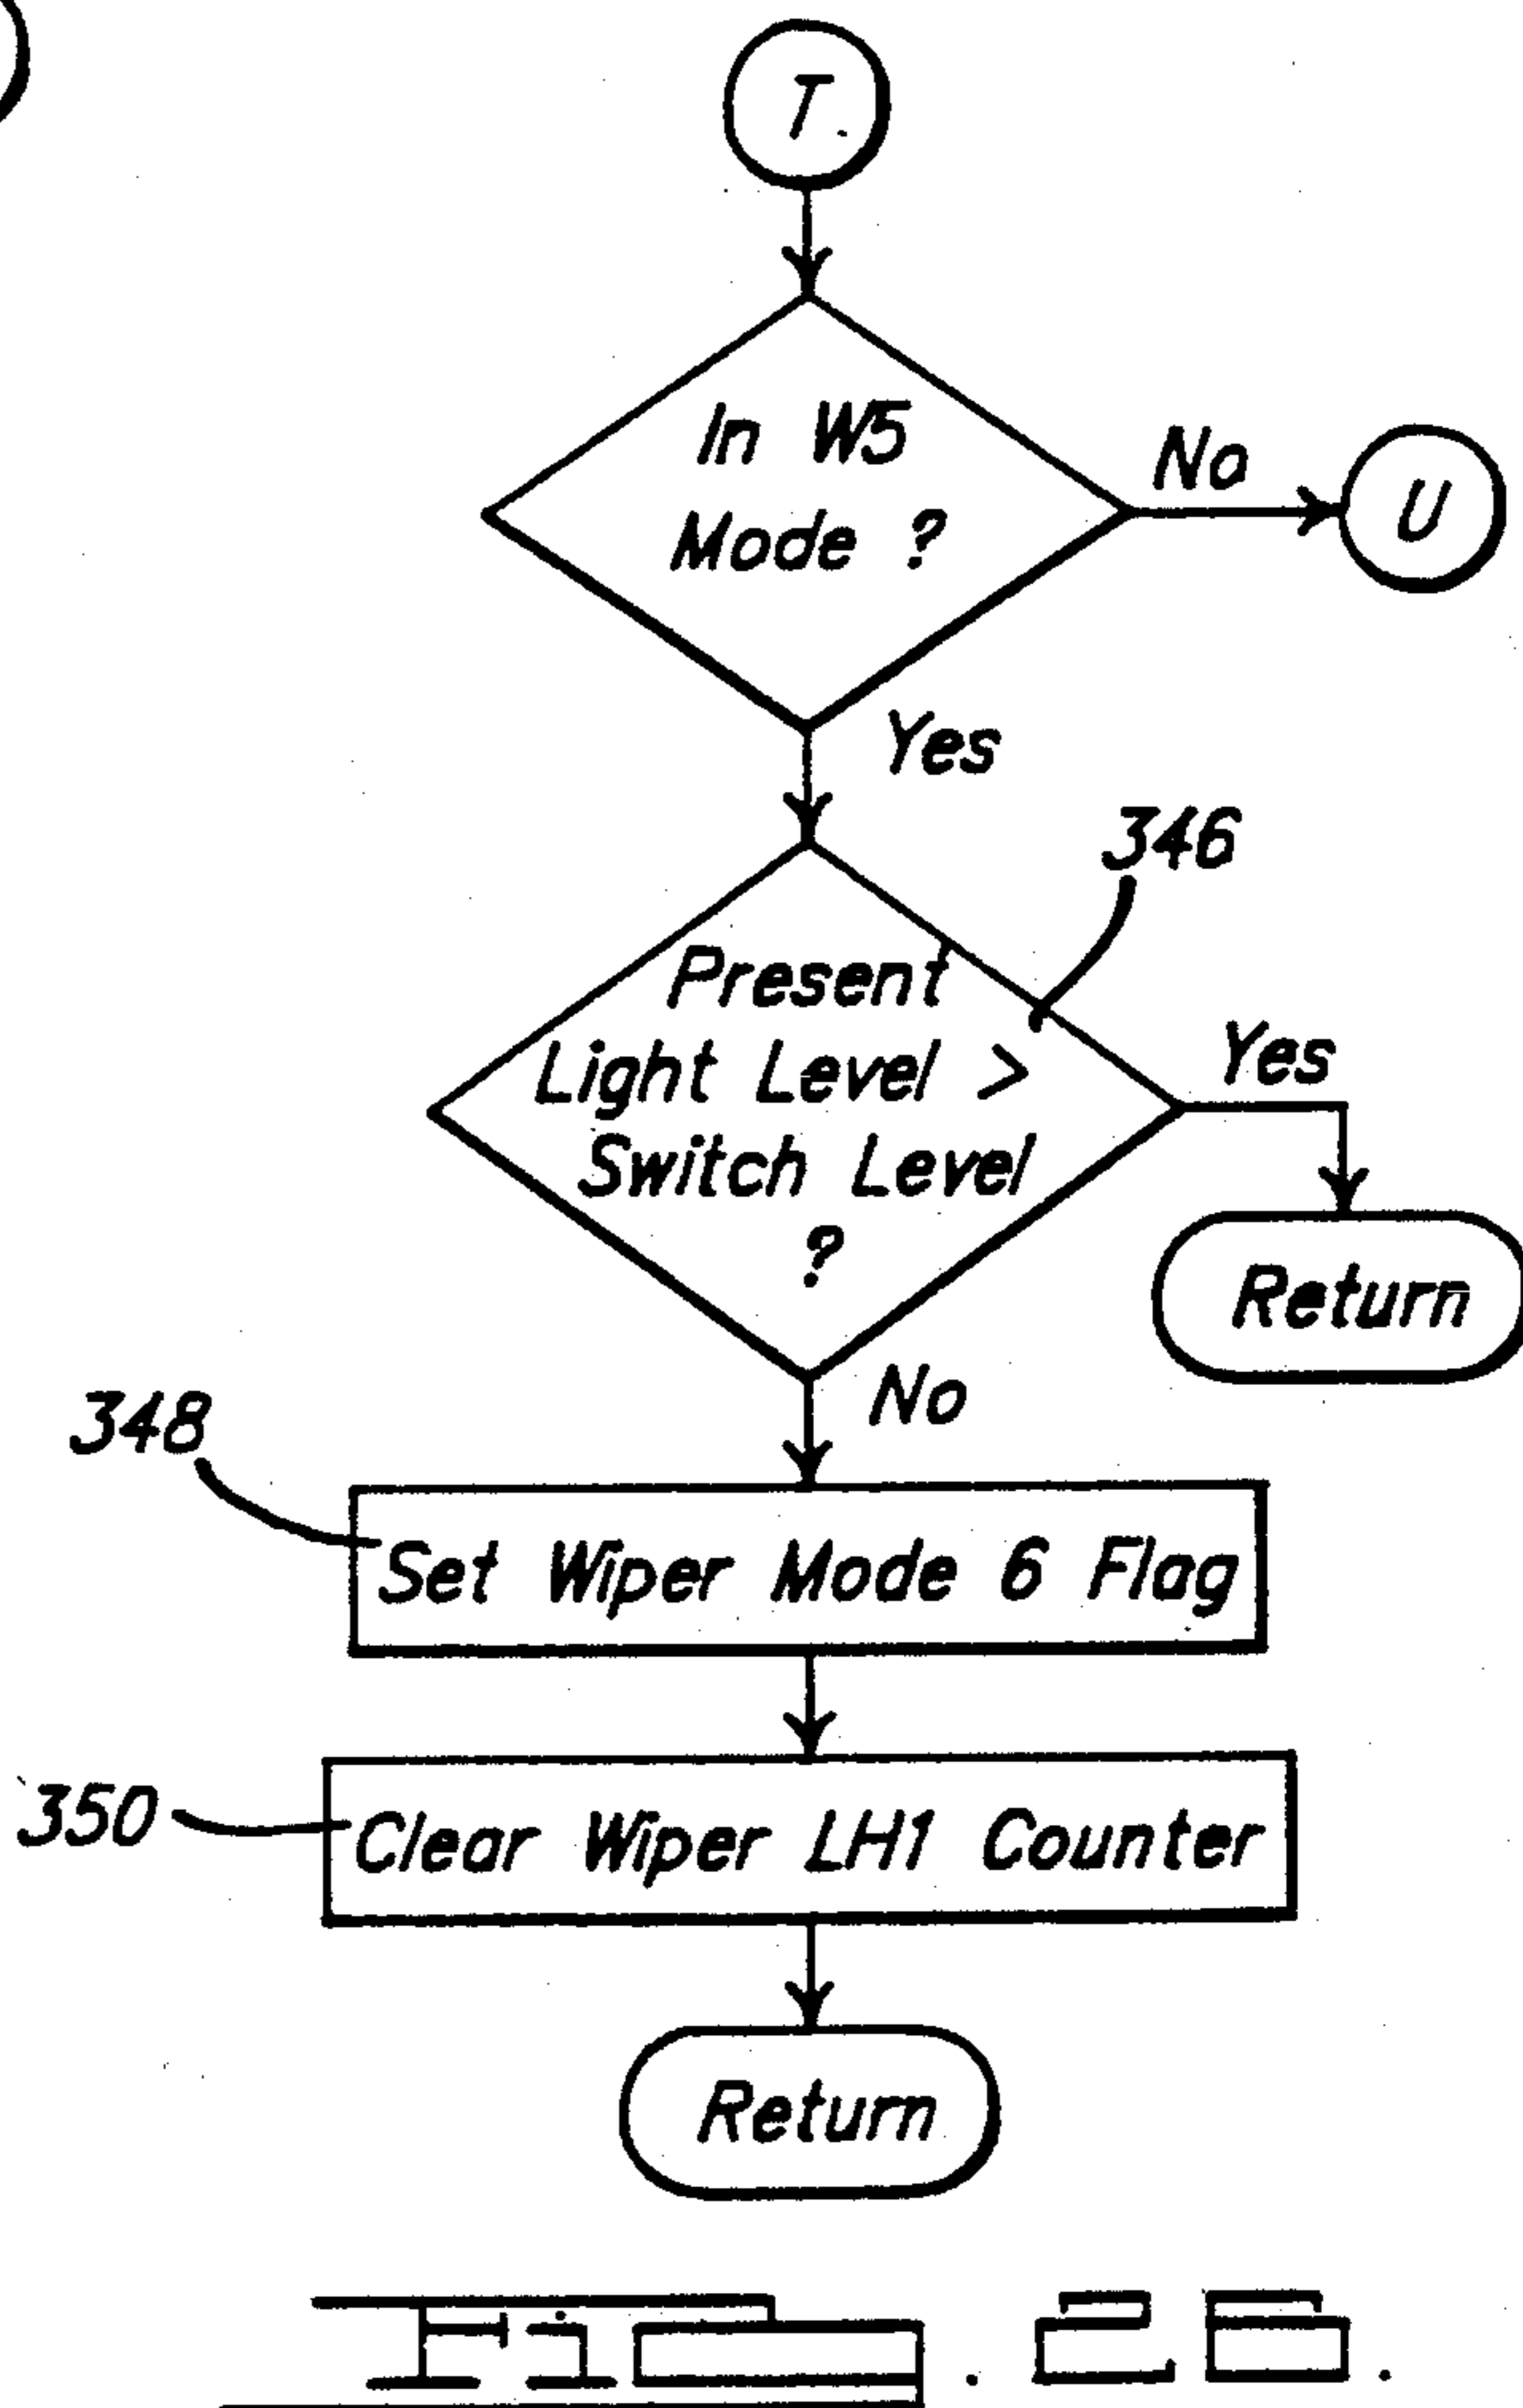 T
In W5
Mode ?
No
U
Yes
346
Present
Light Level >
Switch Level
?
Yes
Return
No
348
Set Wiper Mode 6 Flag
350
Clear Wiper LH1 Counter
Return
Fig. 26.